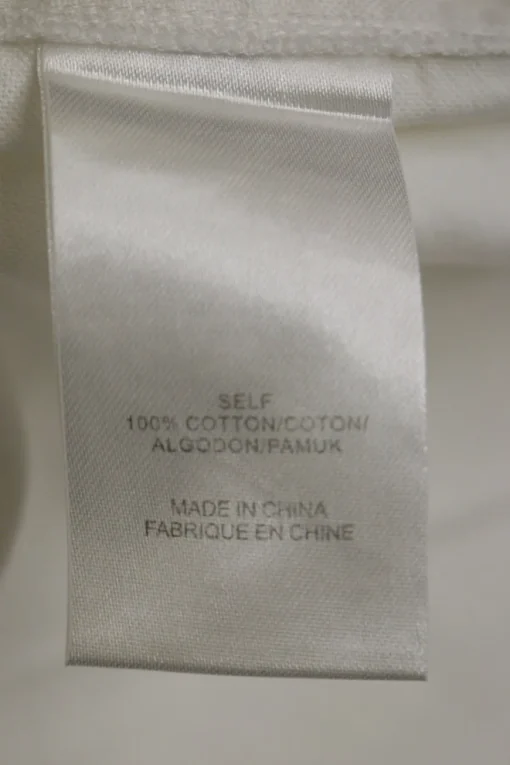 SELF
100% COTTON/COTON/
ALGODON/PAMUK
MADE IN CHINA
FABRIQUE EN CHINE